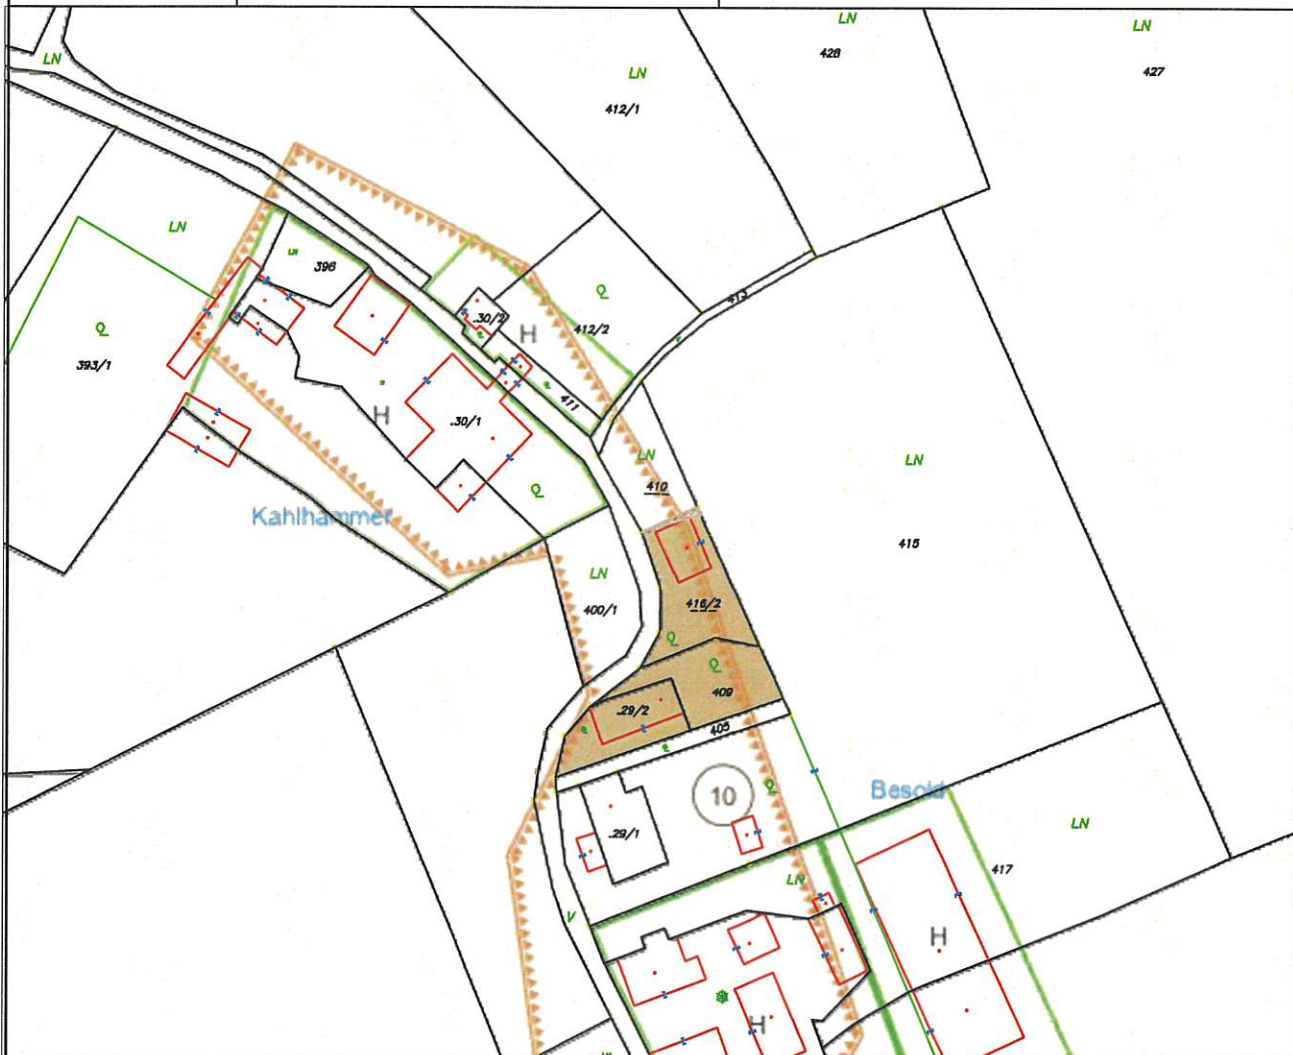 LN
428
LN
427
LN
LN
412/1
LN
396
Q
.30/2
H
412/2
413
Q
393/1
411
H
.30/1
LN
LN
Q
410
Kahlhammer
415
LN
400/1
416/2
Q
Q
409
.29/2
405
10
Q
Besold
LN
.29/1
417
LN
V
H
H